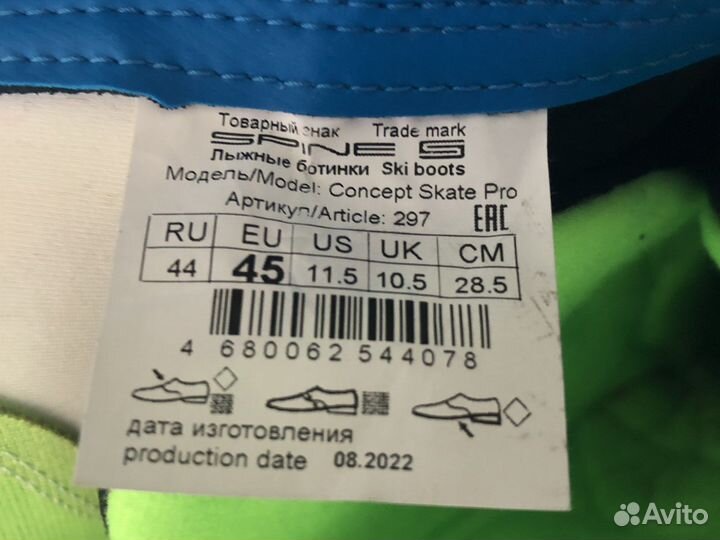 Товарный знак Trade mark
SPINE S
Лыжные ботинки Ski boots
Модель/Model: Concept Skate Pro
Артикул/Article: 297 EAC
RU EU US UK CM
44 45 11.5 10.5 28.5
4 680062 544078
дата изготовления
production date 08.2022
Avito